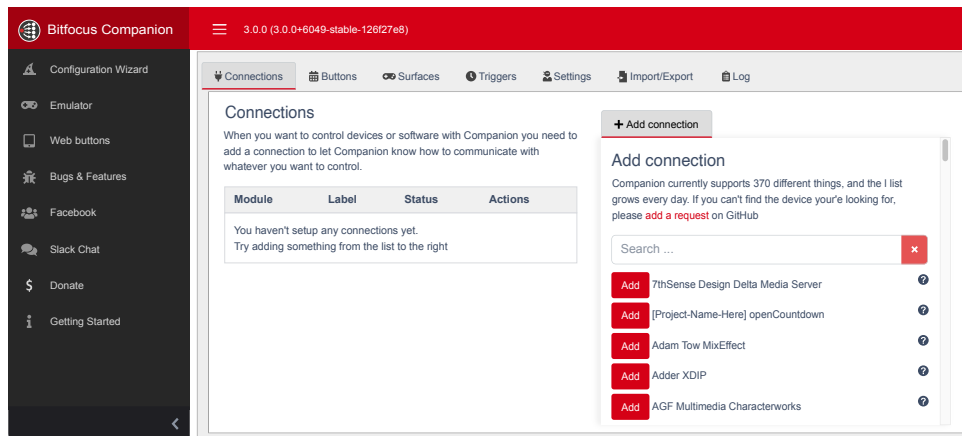 Bitfocus Companion
3.0.0 (3.0.0+6049-stable-126f27e8)
Configuration Wizard
Emulator
Web buttons
Bugs & Features
Facebook
Slack Chat
$ Donate
Getting Started
Connections Buttons Surfaces Triggers Settings Import/Export Log
Connections
When you want to control devices or software with Companion you need to
add a connection to let Companion know how to communicate with
whatever you want to control.
Module Label Status Actions
You haven't setup any connections yet.
Try adding something from the list to the right
+ Add connection
Add connection
Companion currently supports 370 different things, and the l list
grows every day. If you can't find the device your'e looking for,
please add a request on GitHub
Search ...
Add 7thSense Design Delta Media Server
Add [Project-Name-Here] openCountdown
Add Adam Tow MixEffect
Add Adder XDIP
Add AGF Multimedia Characterworks